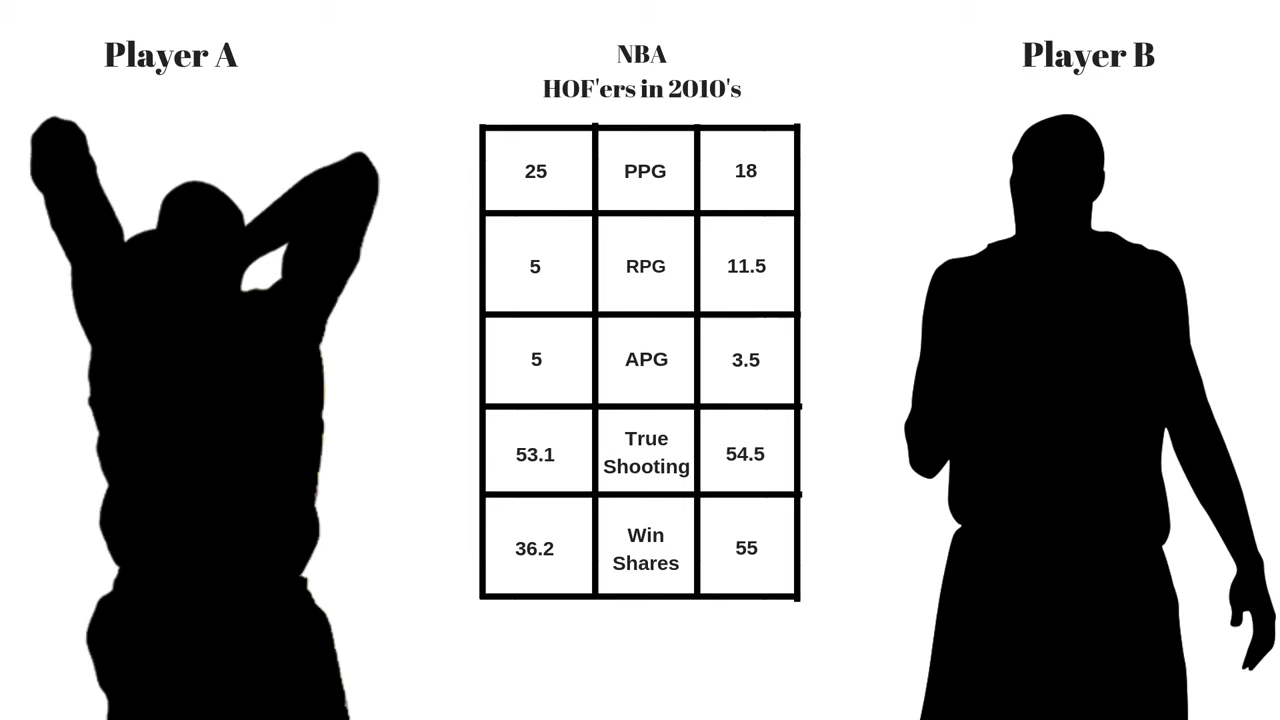 Player A
NBA
HOF'ers in 2010's
Player B
25 PPG 18
5 RPG 11.5
5 APG 3.5
53.1 True Shooting 54.5
36.2 Win Shares 55